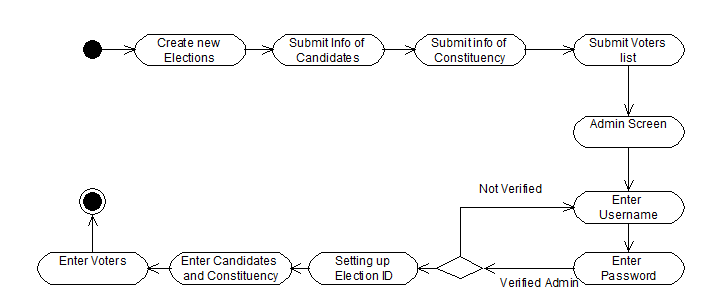 Create new
Elections
Submit Info of
Candidates
Submit info of
Constituency
Submit Voters
list
Admin Screen
Not Verified
Enter
Username
Enter Voters
Enter Candidates
and Constituency
Setting up
Election ID
Verified Admin
Enter
Password